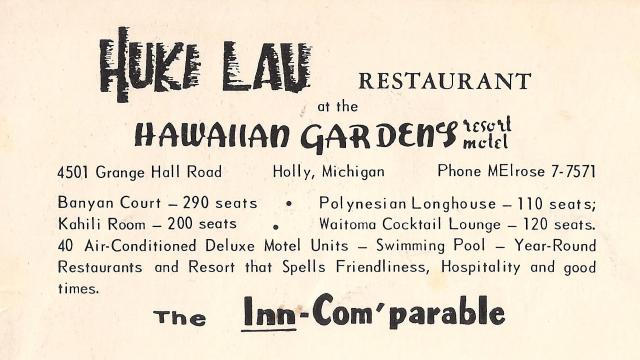 HUKI LAU RESTAURANT
at the
HAWAIIAN GARDENS resort motel
4501 Grange Hall Road Holly, Michigan Phone MElrose 7-7571
Banyan Court – 290 seats • Polynesian Longhouse – 110 seats;
Kahili Room – 200 seats • Waitoma Cocktail Lounge – 120 seats.
40 Air-Conditioned Deluxe Motel Units – Swimming Pool – Year-Round
Restaurants and Resort that Spells Friendliness, Hospitality and good
times.
The Inn-Com'parable